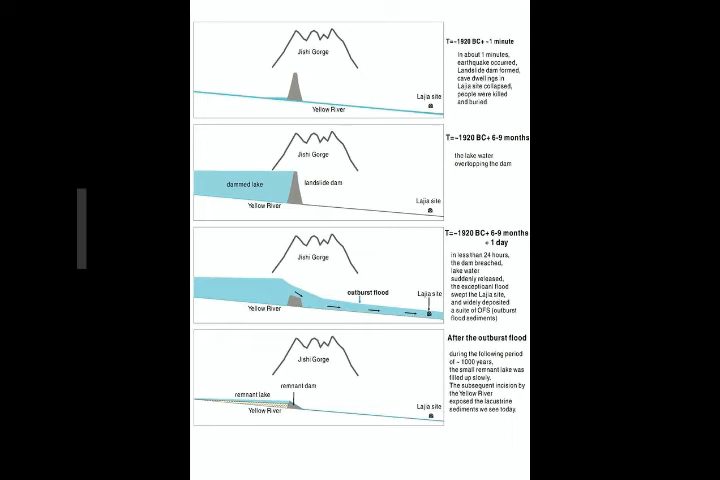 T=~1920 BC+ ~1 minute
Jishi Gorge
in about 1 minutes,
earthquake occurred,
Landslide dam formed,
cave dwellings in
Lajia site collapsed,
people were killed
and buried
Lajia site
Yellow River
T=~1920 BC+ 6-9 months
Jishi Gorge
the lake water
overtopping the dam
dammed lake
landslide dam
Lajia site
Yellow River
T=~1920 BC+ 6-9 months
+ 1 day
Jishi Gorge
in less than 24 hours,
the dam breached,
lake water
suddenly released,
the exceptioanl flood
swept the Lajia site,
and widely deposited
a suite of OFS (outburst
flood sediments)
outburst flood
Lajia site
Yellow River
After the outburst flood
Jishi Gorge
during the following period
of ~ 1000 years,
the small remnant lake was
filled up slowly.
The subsequent incision by
the Yellow River
exposed the lacustrine
sediments we see today.
remnant dam
remnant lake
Lajia site
Yellow River